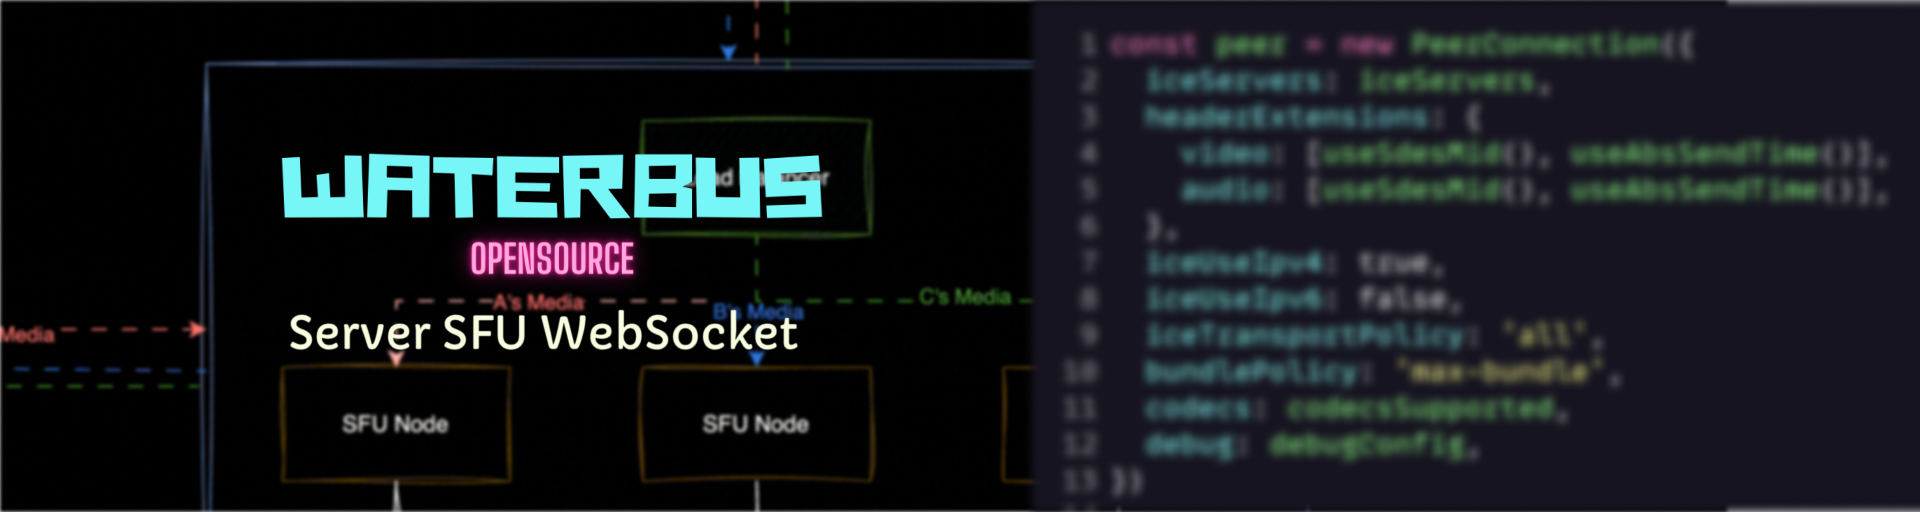 WATERBUS
OPENSOURCE
A's Media
B's Media
C's Media
Media
Server SFU WebSocket
SFU Node
SFU Node
1 const peer = new PeerConnection({
2 iceServers: iceServers,
3 headerExtensions: {
4 video: [useSdesMid(), useAbsSendTime()],
5 audio: [useSdesMid(), useAbsSendTime()],
6 },
7 iceUseIpv4: true,
8 iceUseIpv6: false,
9 iceTransportPolicy: 'all',
10 bundlePolicy: 'max-bundle',
11 codecs: codecsSupported,
12 debug: debugConfig,
13 })